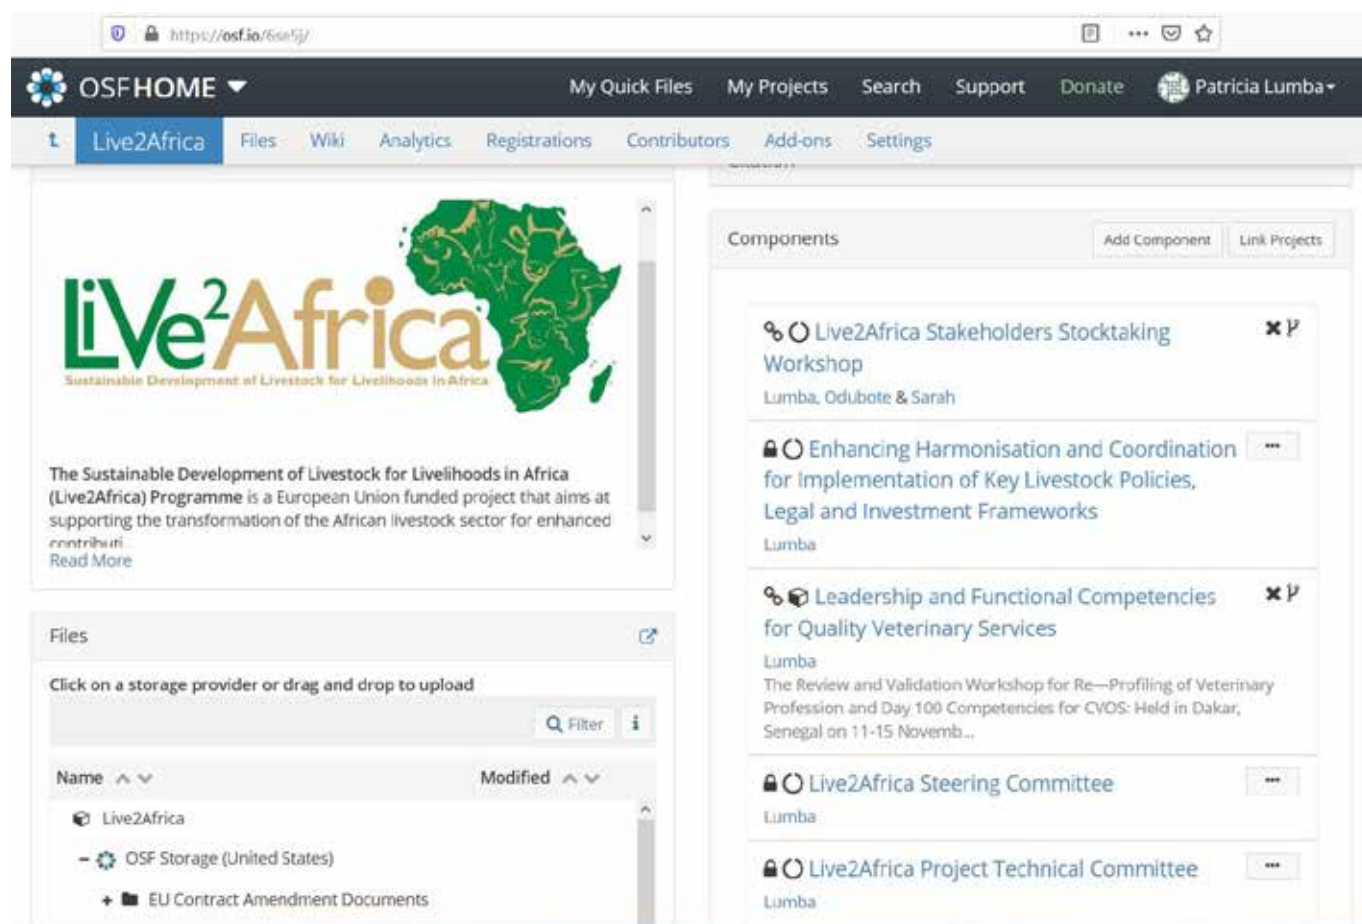 https://osf.io/6se5j/
OSFHOME
My Quick Files
My Projects
Search
Support
Donate
Patricia Lumba
Live2Africa
Files
Wiki
Analytics
Registrations
Contributors
Add-ons
Settings
LiVe²Africa
Sustainable Development of Livestock for Livelihoods in Africa
The Sustainable Development of Livestock for Livelihoods in Africa
(Live2Africa) Programme is a European Union funded project that aims at
supporting the transformation of the African livestock sector for enhanced
contributi...
Read More
Files
Click on a storage provider or drag and drop to upload
Filter
i
Name
Modified
Live2Africa
OSF Storage (United States)
EU Contract Amendment Documents
Citation
Components
Add Component
Link Projects
Live2Africa Stakeholders Stocktaking
Workshop
Lumba, Odubote & Sarah
Enhancing Harmonisation and Coordination
for Implementation of Key Livestock Policies,
Legal and Investment Frameworks
Lumba
Leadership and Functional Competencies
for Quality Veterinary Services
Lumba
The Review and Validation Workshop for Re—Profiling of Veterinary
Profession and Day 100 Competencies for CVOS: Held in Dakar,
Senegal on 11-15 Novemb...
Live2Africa Steering Committee
Lumba
Live2Africa Project Technical Committee
Lumba